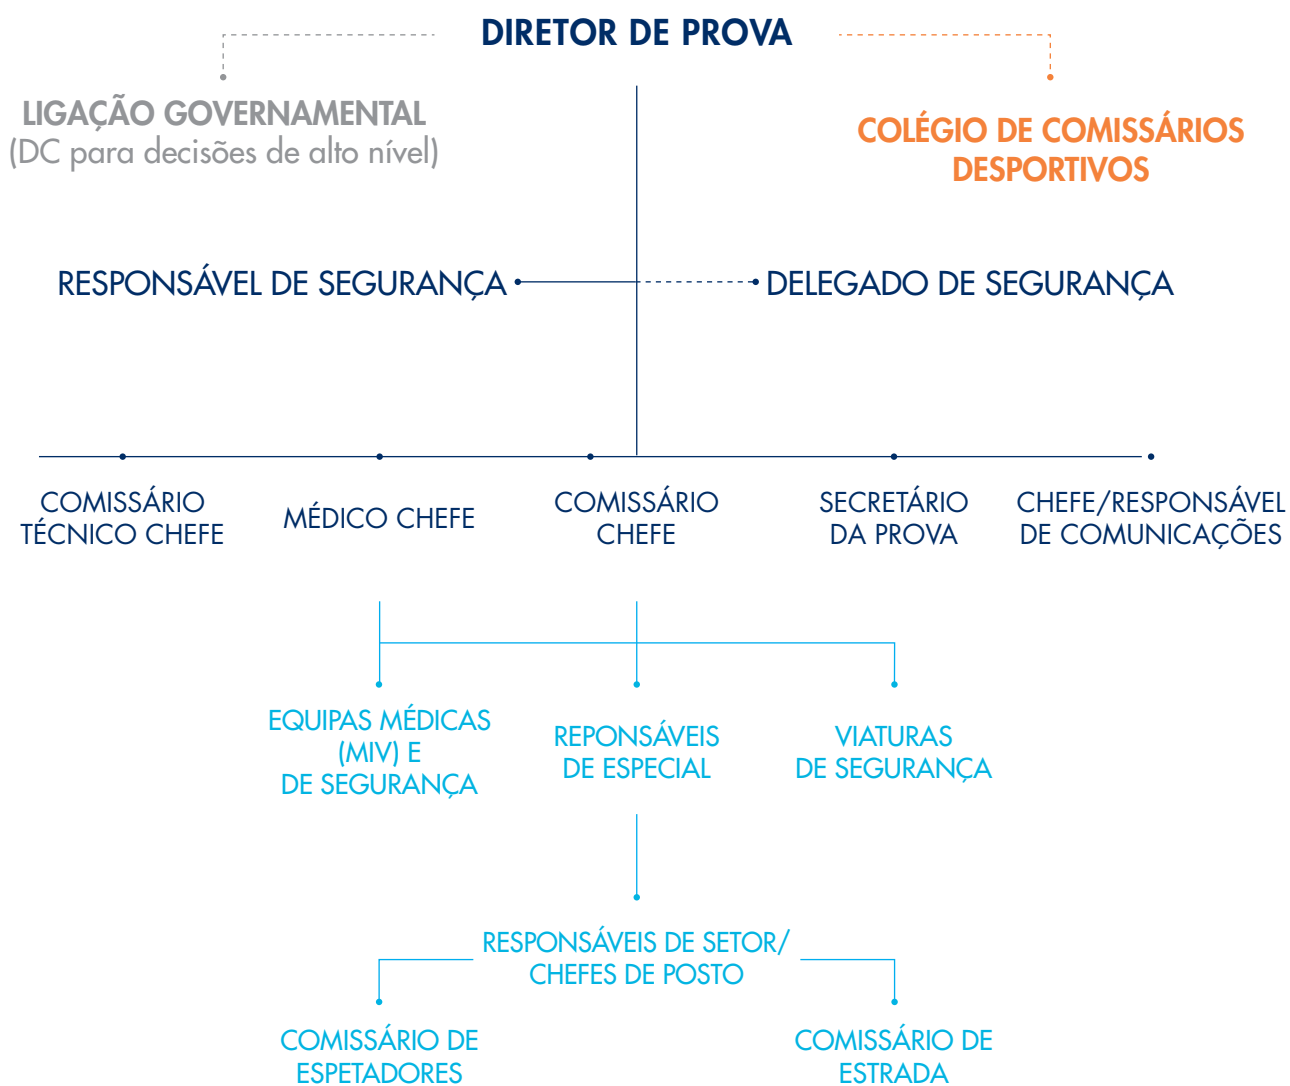 DIRETOR DE PROVA
LIGAÇÃO GOVERNAMENTAL
(DC para decisões de alto nível)
COLÉGIO DE COMISSÁRIOS
DESPORTIVOS
RESPONSÁVEL DE SEGURANÇA
DELEGADO DE SEGURANÇA
COMISSÁRIO
TÉCNICO CHEFE
MÉDICO CHEFE
COMISSÁRIO
CHEFE
SECRETÁRIO
DA PROVA
CHEFE/RESPONSÁVEL
DE COMUNICAÇÕES
EQUIPAS MÉDICAS
(MIV) E
DE SEGURANÇA
REPONSÁVEIS
DE ESPECIAL
VIATURAS
DE SEGURANÇA
RESPONSÁVEIS DE SETOR/
CHEFES DE POSTO
COMISSÁRIO DE
ESPETADORES
COMISSÁRIO DE
ESTRADA